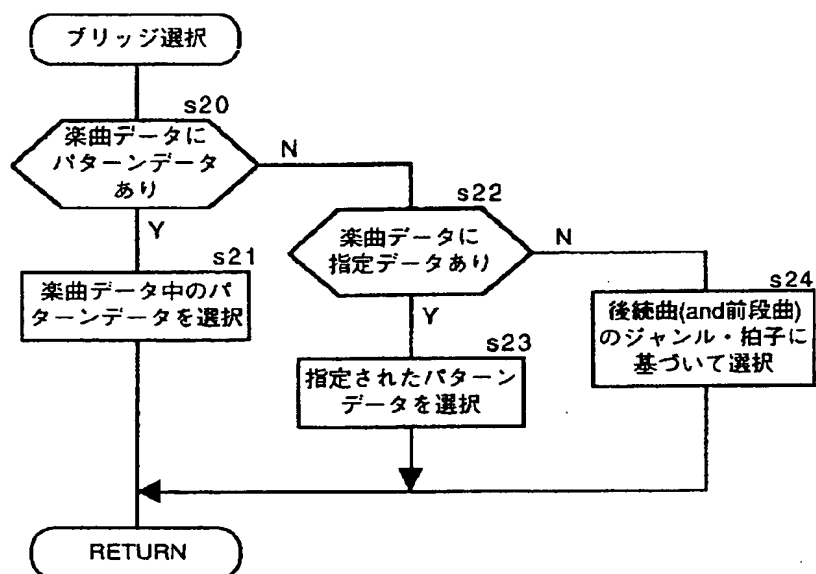 ブリッジ選択
s20
楽曲データに
パターンデータ
あり
N
Y
s22
楽曲データに
指定データあり
N
Y
s21
楽曲データ中のパ
ターンデータを選択
s24
後続曲(and前段曲)
のジャンル・拍子に
基づいて選択
s23
指定されたパターン
データを選択
RETURN